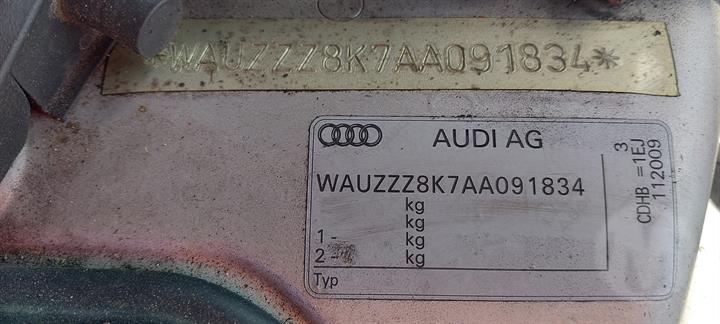 *WAUZZZ8K7AA091834*
AUDI AG
WAUZZZ8K7AA091834
kg
kg
1 - kg
2 - kg
Typ
3
CDHB =1EJ
112009